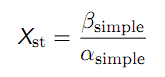 X_st = β_simple / α_simple